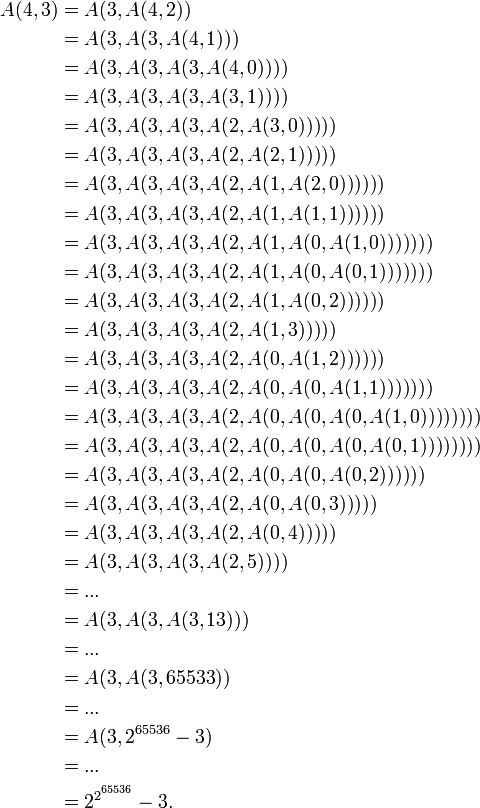 A(4, 3) = A(3, A(4, 2))
= A(3, A(3, A(4, 1)))
= A(3, A(3, A(3, A(4, 0))))
= A(3, A(3, A(3, A(3, 1))))
= A(3, A(3, A(3, A(2, A(3, 0)))))
= A(3, A(3, A(3, A(2, A(2, 1)))))
= A(3, A(3, A(3, A(2, A(1, A(2, 0))))))
= A(3, A(3, A(3, A(2, A(1, A(1, 1))))))
= A(3, A(3, A(3, A(2, A(1, A(0, A(1, 0)))))))
= A(3, A(3, A(3, A(2, A(1, A(0, A(0, 1)))))))
= A(3, A(3, A(3, A(2, A(1, A(0, 2))))))
= A(3, A(3, A(3, A(2, A(1, 3)))))
= A(3, A(3, A(3, A(2, A(0, A(1, 2))))))
= A(3, A(3, A(3, A(2, A(0, A(0, A(1, 1)))))))
= A(3, A(3, A(3, A(2, A(0, A(0, A(0, A(1, 0))))))))
= A(3, A(3, A(3, A(2, A(0, A(0, A(0, A(0, 1))))))))
= A(3, A(3, A(3, A(2, A(0, A(0, A(0, 2))))))
= A(3, A(3, A(3, A(2, A(0, A(0, 3)))))
= A(3, A(3, A(3, A(2, A(0, 4)))))
= A(3, A(3, A(3, A(2, 5))))
= ...
= A(3, A(3, A(3, 13)))
= ...
= A(3, A(3, 65533))
= ...
= A(3, 2^65536 − 3)
= ...
= 2^2^65536 − 3.